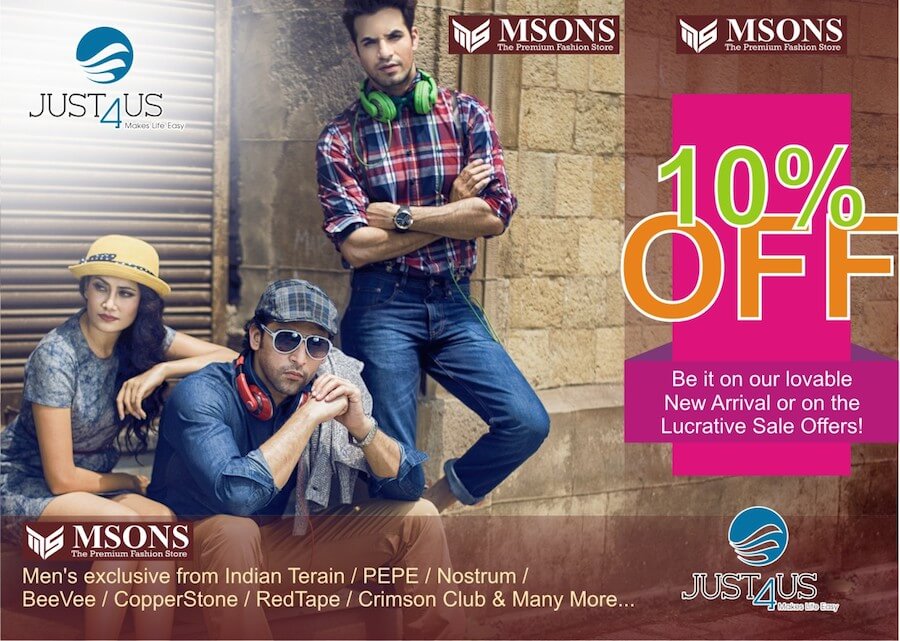 JUST4US
Makes Life Easy
MSONS
The Premium Fashion Store
MSONS
The Premium Fashion Store
10%
OFF
Be it on our lovable
New Arrival or on the
Lucrative Sale Offers!
MSONS
The Premium Fashion Store
Men's exclusive from Indian Terain / PEPE / Nostrum /
BeeVee / CopperStone / RedTape / Crimson Club & Many More...
JUST4US
Makes Life Easy